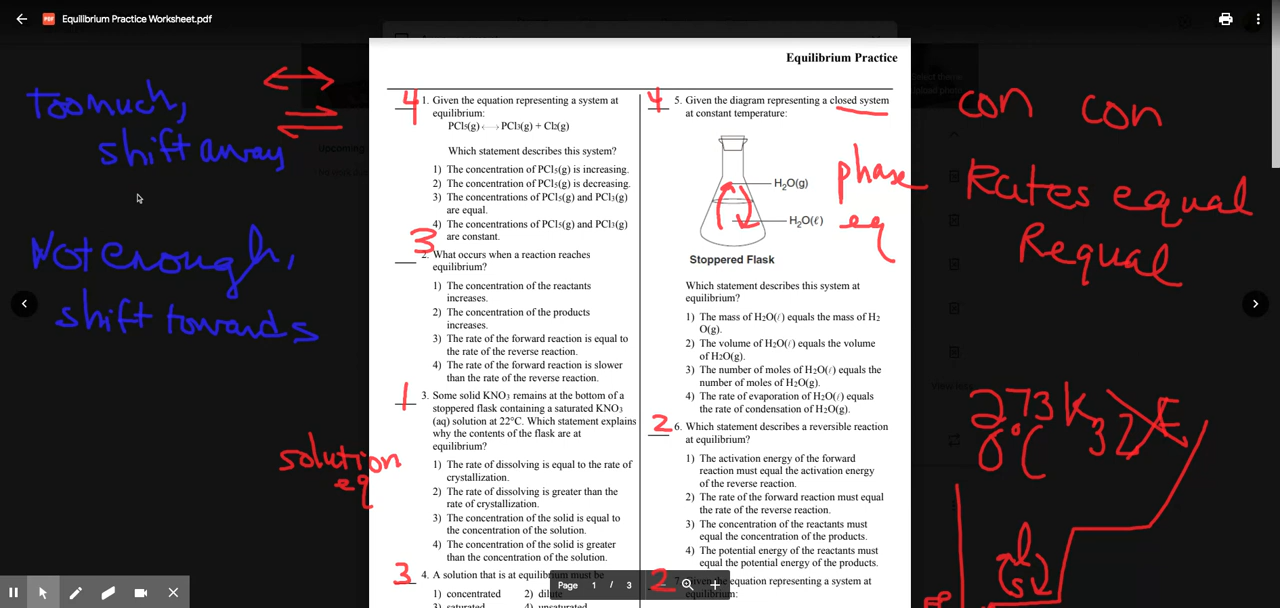 Equilibrium Practice Worksheet.pdf
Too much,
shift away
Not enough,
shift towards
solution
eq
Equilibrium Practice
4
1. Given the equation representing a system at
equilibrium:
PCl5(g) ⟷ PCl3(g) + Cl2(g)
Which statement describes this system?
1) The concentration of PCl5(g) is increasing.
2) The concentration of PCl5(g) is decreasing.
3) The concentrations of PCl5(g) and PCl3(g)
are equal.
4) The concentrations of PCl5(g) and PCl3(g)
are constant.
3
2. What occurs when a reaction reaches
equilibrium?
1) The concentration of the reactants
increases.
2) The concentration of the products
increases.
3) The rate of the forward reaction is equal to
the rate of the reverse reaction.
4) The rate of the forward reaction is slower
than the rate of the reverse reaction.
1
3. Some solid KNO3 remains at the bottom of a
stoppered flask containing a saturated KNO3
(aq) solution at 22°C. Which statement explains
why the contents of the flask are at
equilibrium?
1) The rate of dissolving is equal to the rate of
crystallization.
2) The rate of dissolving is greater than the
rate of crystallization.
3) The concentration of the solid is equal to
the concentration of the solution.
4) The concentration of the solid is greater
than the concentration of the solution.
3
4. A solution that is at equilibrium must be
1) concentrated 2) dilute
3) saturated 4) unsaturated
4
5. Given the diagram representing a closed system
at constant temperature:
H2O(g)
H2O(ℓ)
Stoppered Flask
phase
eq
Which statement describes this system at
equilibrium?
1) The mass of H2O(ℓ) equals the mass of H2
O(g).
2) The volume of H2O(ℓ) equals the volume
of H2O(g).
3) The number of moles of H2O(ℓ) equals the
number of moles of H2O(g).
4) The rate of evaporation of H2O(ℓ) equals
the rate of condensation of H2O(g).
2
6. Which statement describes a reversible reaction
at equilibrium?
1) The activation energy of the forward
reaction must equal the activation energy
of the reverse reaction.
2) The rate of the forward reaction must equal
the rate of the reverse reaction.
3) The concentration of the reactants must
equal the concentration of the products.
4) The potential energy of the reactants must
equal the potential energy of the products.
2
7. Given the equation representing a system at
equilibrium:
con con
Rates equal
Requal
273K
0°C
32°F
Page 1 / 3